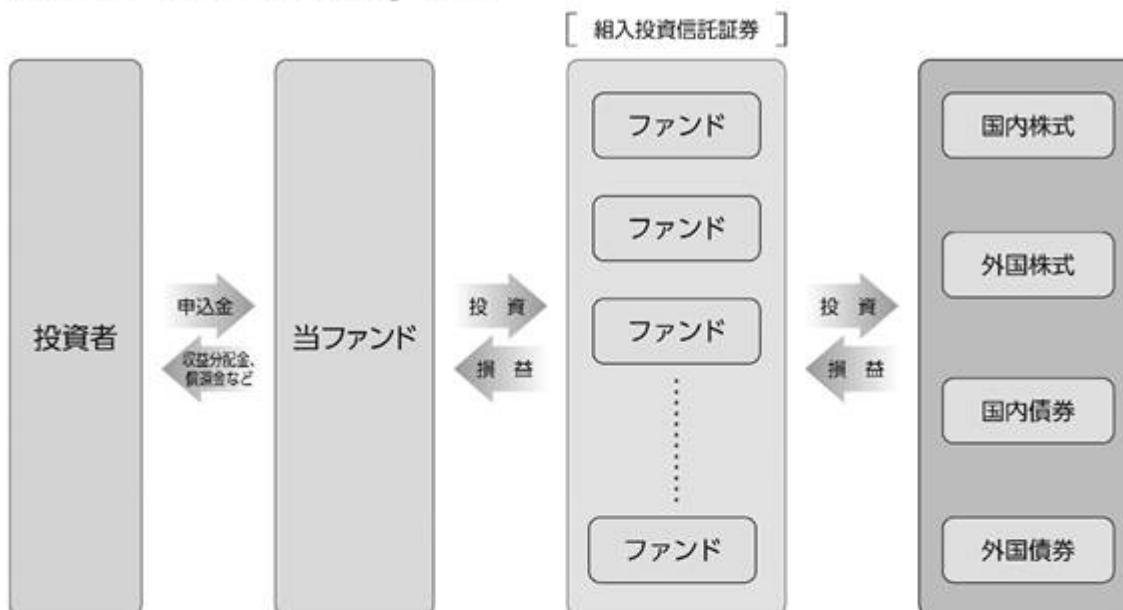 [ 組入投資信託証券 ]
投資者
申込金
収益分配金、
償還金など
当ファンド
投 資
損 益
ファンド
ファンド
ファンド
ファンド
投 資
損 益
国内株式
外国株式
国内債券
外国債券